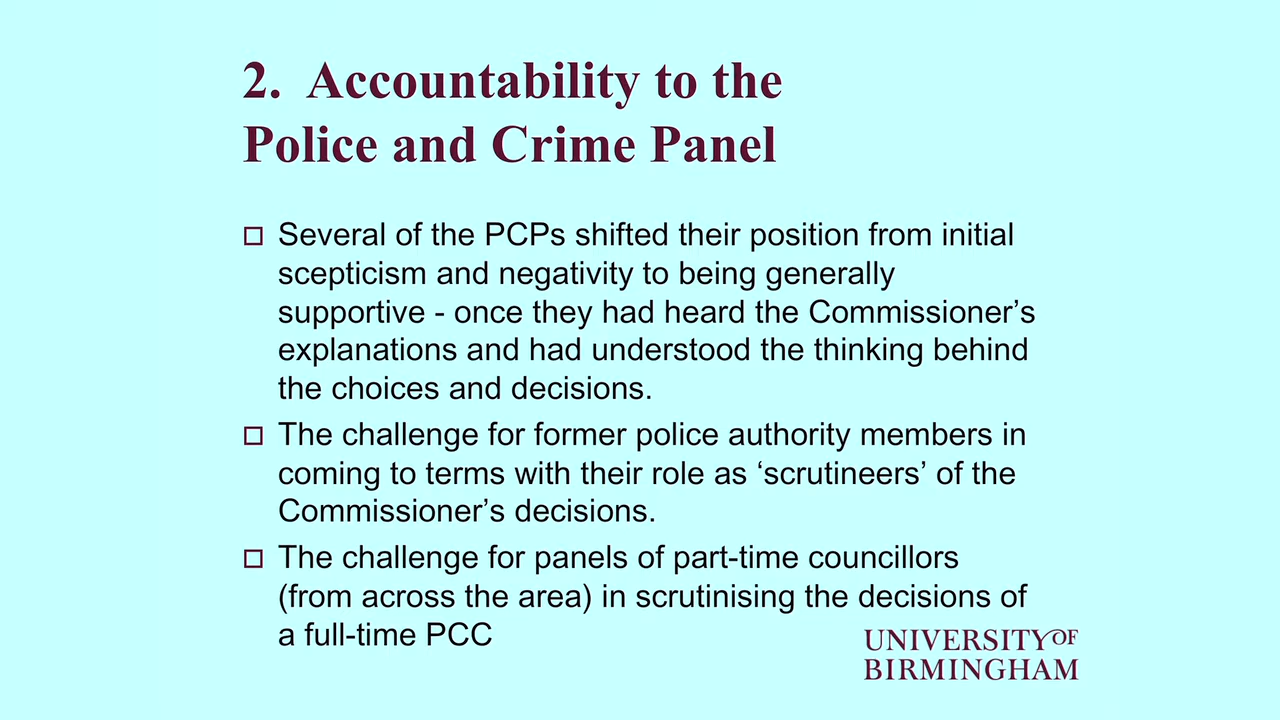 2. Accountability to the
Police and Crime Panel
Several of the PCPs shifted their position from initial
scepticism and negativity to being generally
supportive - once they had heard the Commissioner’s
explanations and had understood the thinking behind
the choices and decisions.
The challenge for former police authority members in
coming to terms with their role as ‘scrutineers’ of the
Commissioner’s decisions.
The challenge for panels of part-time councillors
(from across the area) in scrutinising the decisions of
a full-time PCC
UNIVERSITY OF
BIRMINGHAM